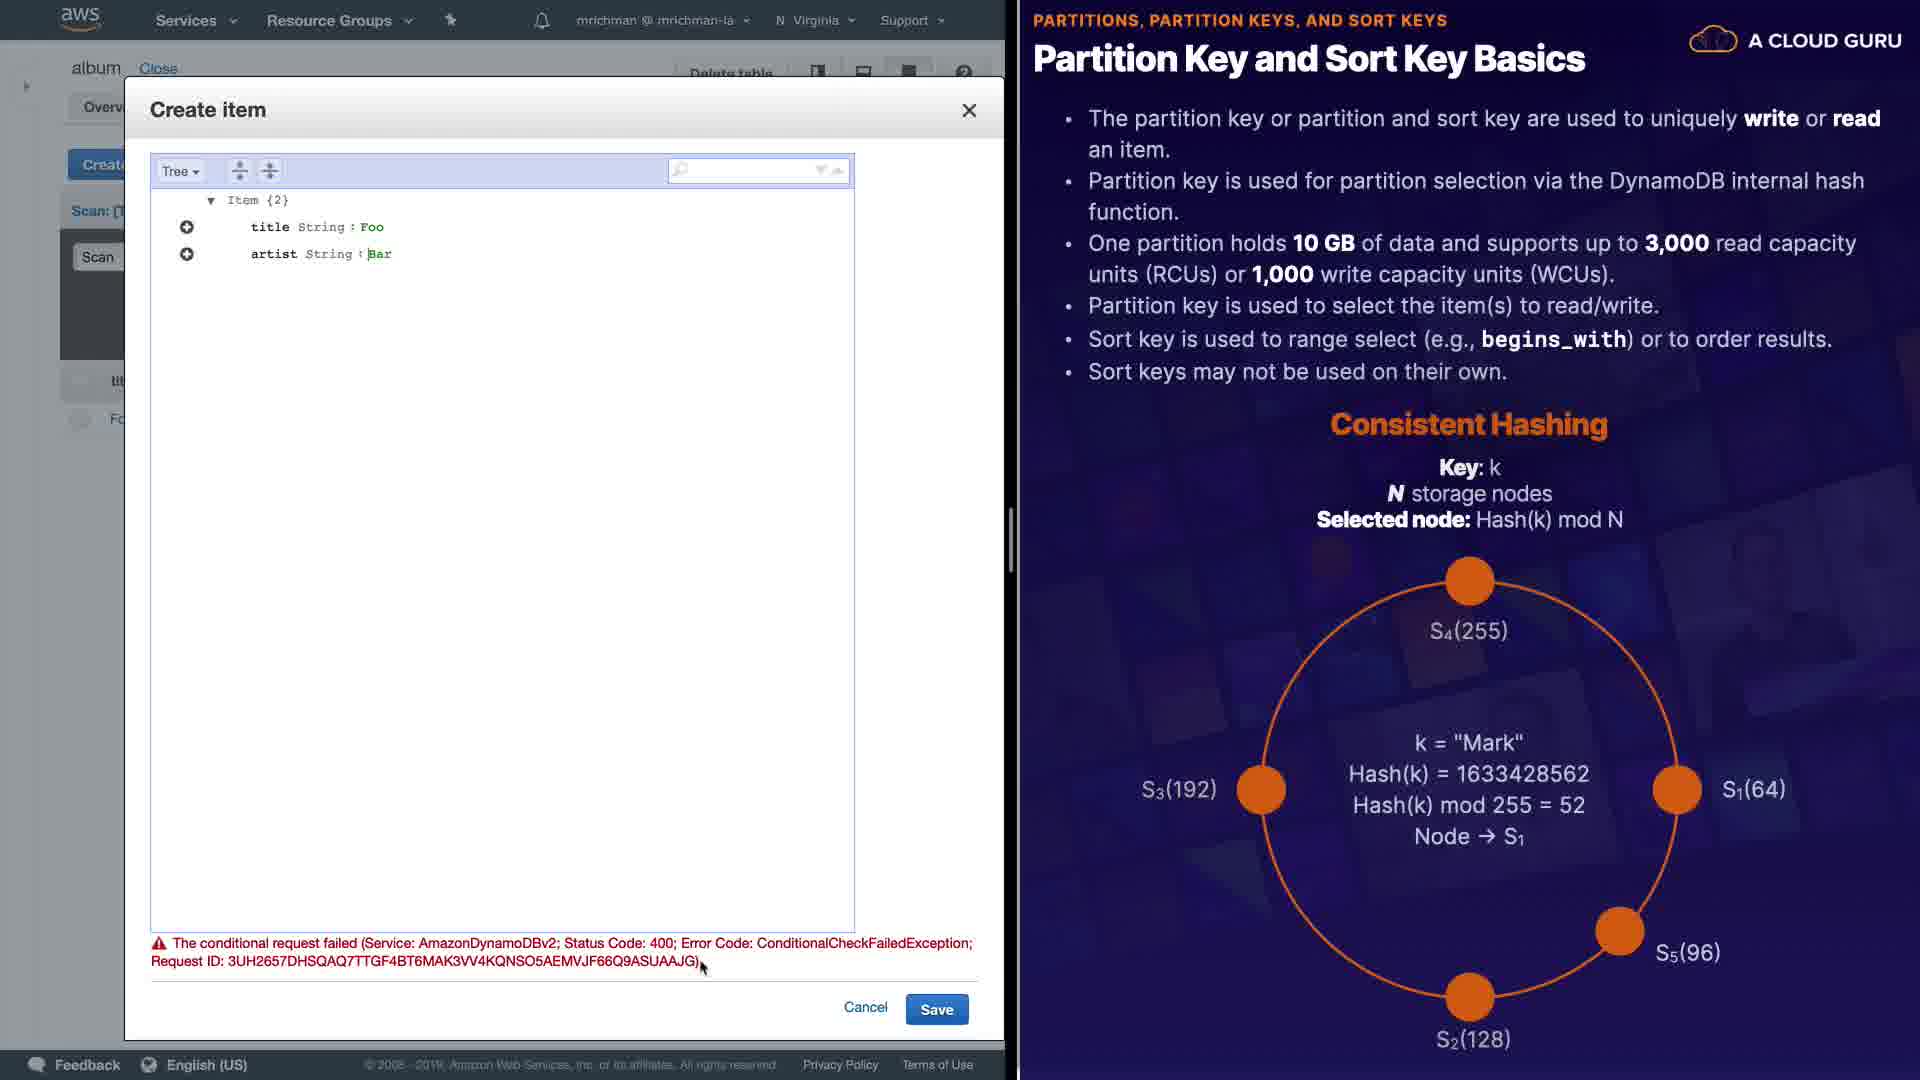 aws
Services
Resource Groups
mrichman @ mrichman-la
N. Virginia
Support
album
Close
Delete table
Overv
Create
Scan: [T
Scan
tit
Fo
Create item
Tree
Item {2}
title String : Foo
artist String : Bar
The conditional request failed (Service: AmazonDynamoDBv2; Status Code: 400; Error Code: ConditionalCheckFailedException;
Request ID: 3UH2657DHSQAQ7TTGF4BT6MAK3VV4KQNSO5AEMVJF66Q9ASUAAJG)
Cancel
Save
Feedback
English (US)
© 2008 - 2019, Amazon Web Services, Inc. or its affiliates. All rights reserved.
Privacy Policy
Terms of Use
PARTITIONS, PARTITION KEYS, AND SORT KEYS
Partition Key and Sort Key Basics
A CLOUD GURU
• The partition key or partition and sort key are used to uniquely write or read
an item.
• Partition key is used for partition selection via the DynamoDB internal hash
function.
• One partition holds 10 GB of data and supports up to 3,000 read capacity
units (RCUs) or 1,000 write capacity units (WCUs).
• Partition key is used to select the item(s) to read/write.
• Sort key is used to range select (e.g., begins_with) or to order results.
• Sort keys may not be used on their own.
Consistent Hashing
Key: k
N storage nodes
Selected node: Hash(k) mod N
S₄(255)
k = "Mark"
Hash(k) = 1633428562
Hash(k) mod 255 = 52
Node → S₁
S₃(192)
S₁(64)
S₅(96)
S₂(128)